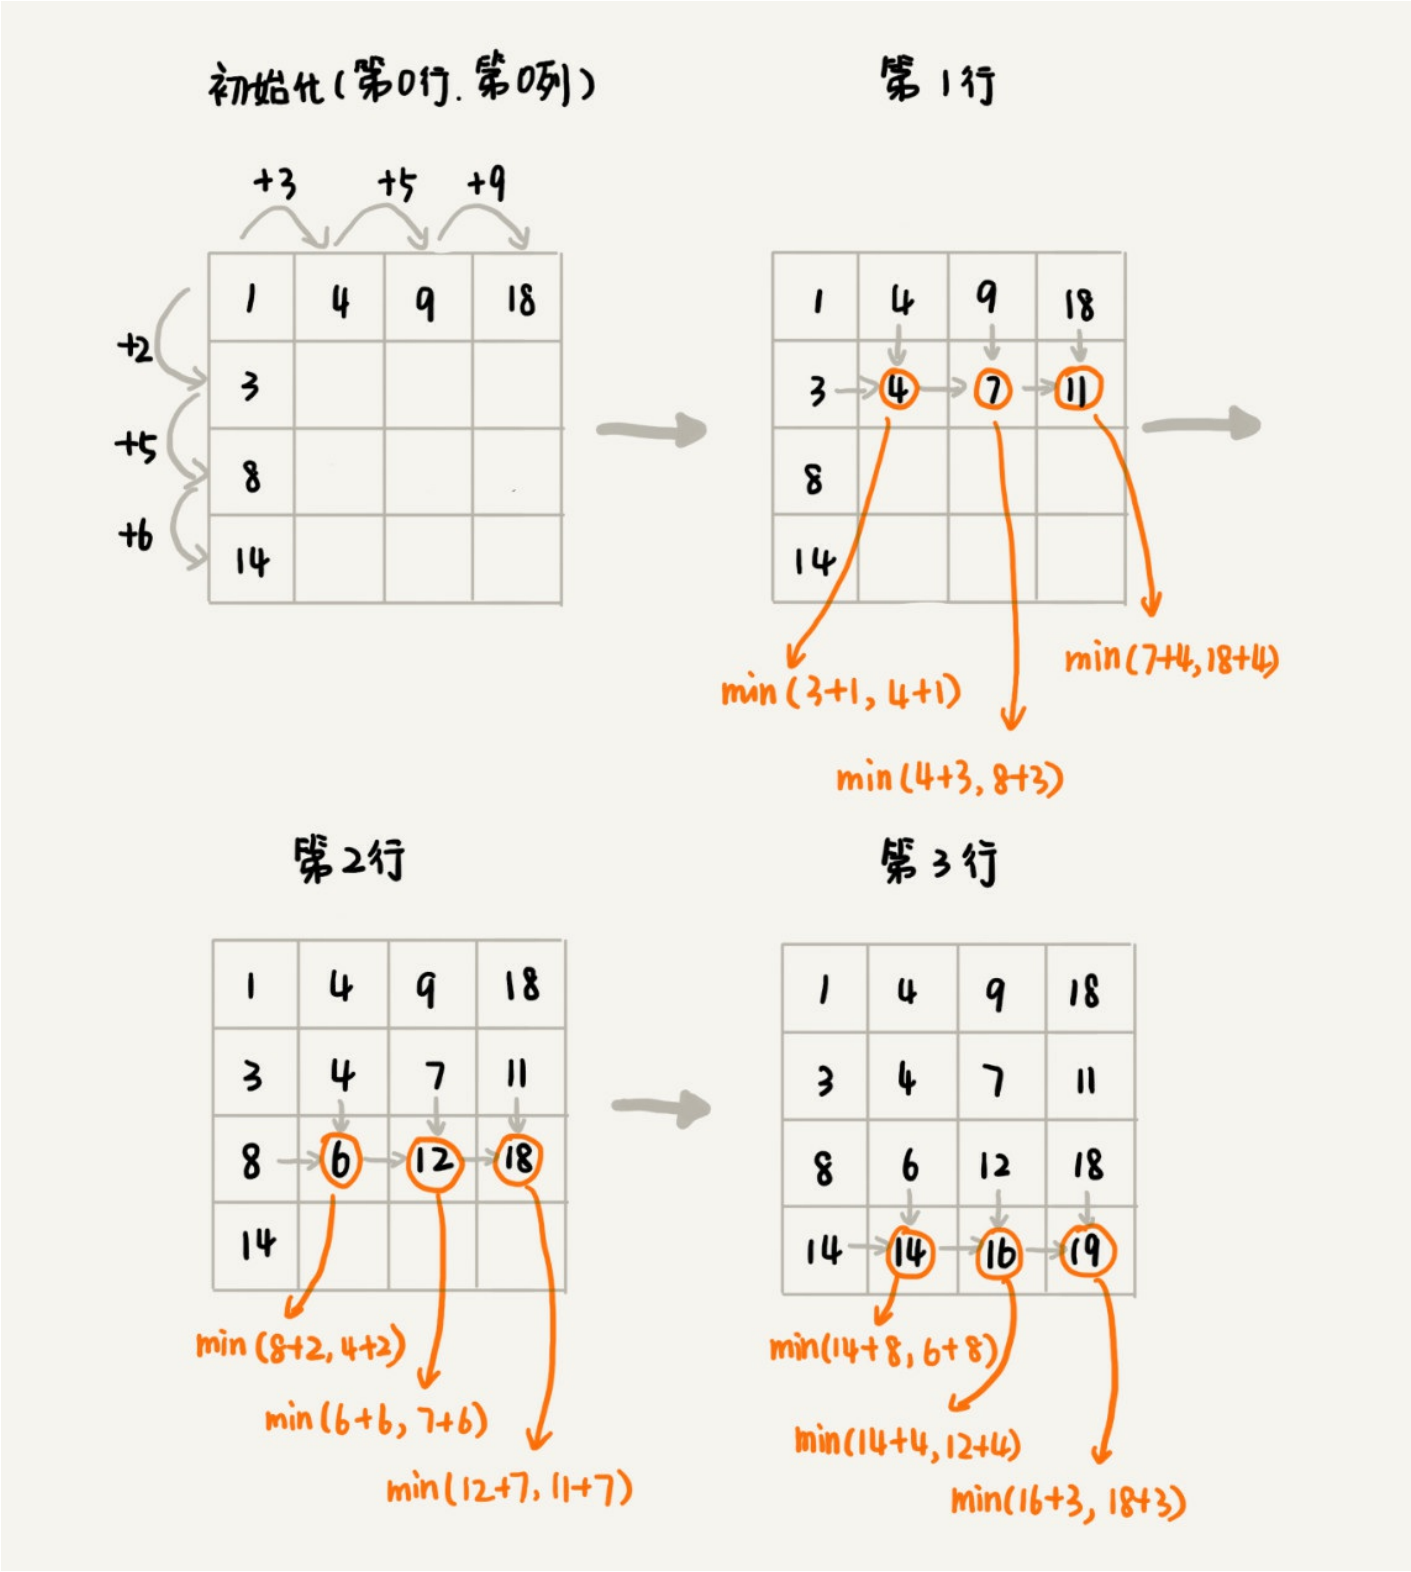 初始化(第0行.第0列)
+3 +5 +9
1 4 9 18
+2
3
+5
8
+6
14
第1行
1 4 9 18
3 4 7 11
8
14
min(7+4,18+4)
min(3+1,4+1)
min(4+3,8+3)
第2行
1 4 9 18
3 4 7 11
8 6 12 18
14
min(8+2,4+2)
min(6+6,7+6)
min(12+7,11+7)
第3行
1 4 9 18
3 4 7 11
8 6 12 18
14 14 16 19
min(14+8,6+8)
min(14+4,12+4)
min(16+3,18+3)